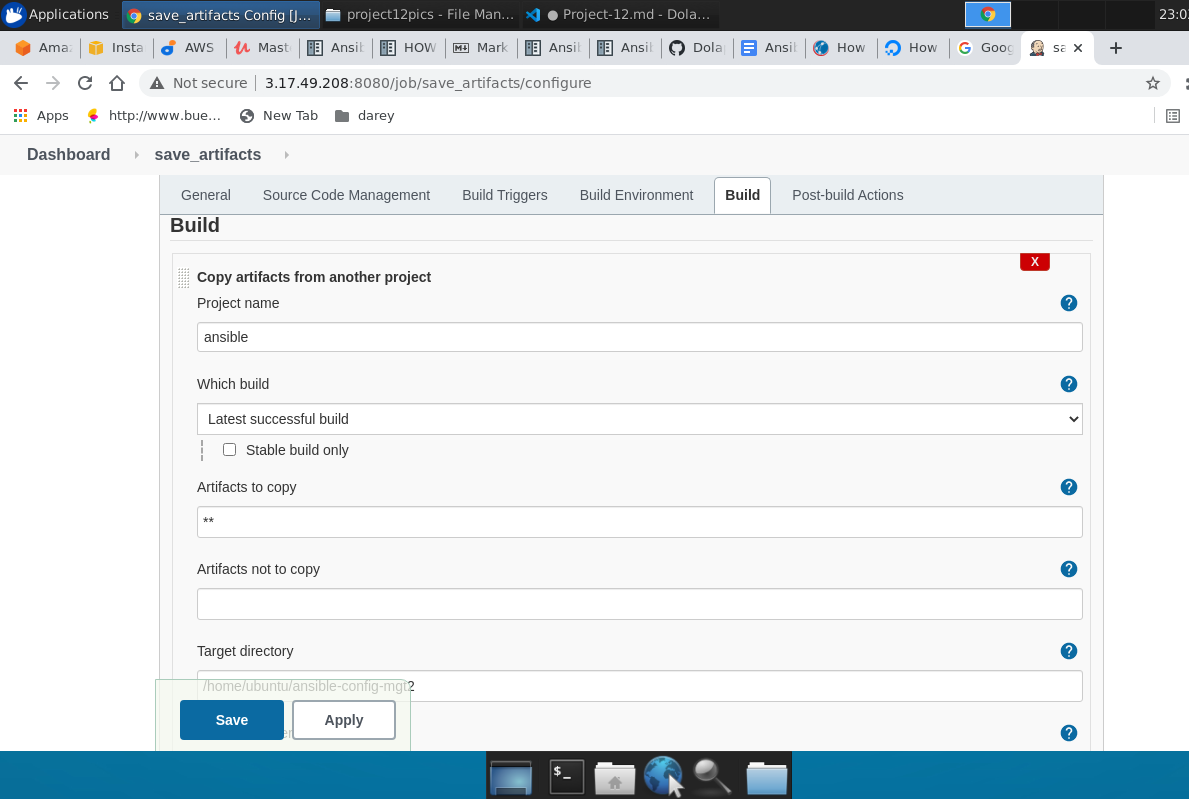 Applications save_artifacts Config [J... project12pics - File Man... ● Project-12.md - Dola... 23:0
Ama Insta AWS Mast Ansib HOW Mark Ansib Ansib Dola Ansib How How Goog sa
Not secure 3.17.49.208:8080/job/save_artifacts/configure
Apps http://www.bue... New Tab darey
Dashboard save_artifacts
General Source Code Management Build Triggers Build Environment Build Post-build Actions
Build
Copy artifacts from another project X
Project name ?
ansible
Which build ?
Latest successful build
Stable build only
Artifacts to copy ?
**
Artifacts not to copy ?
Target directory ?
/home/ubuntu/ansible-config-mgt2
Save Apply
?
$_